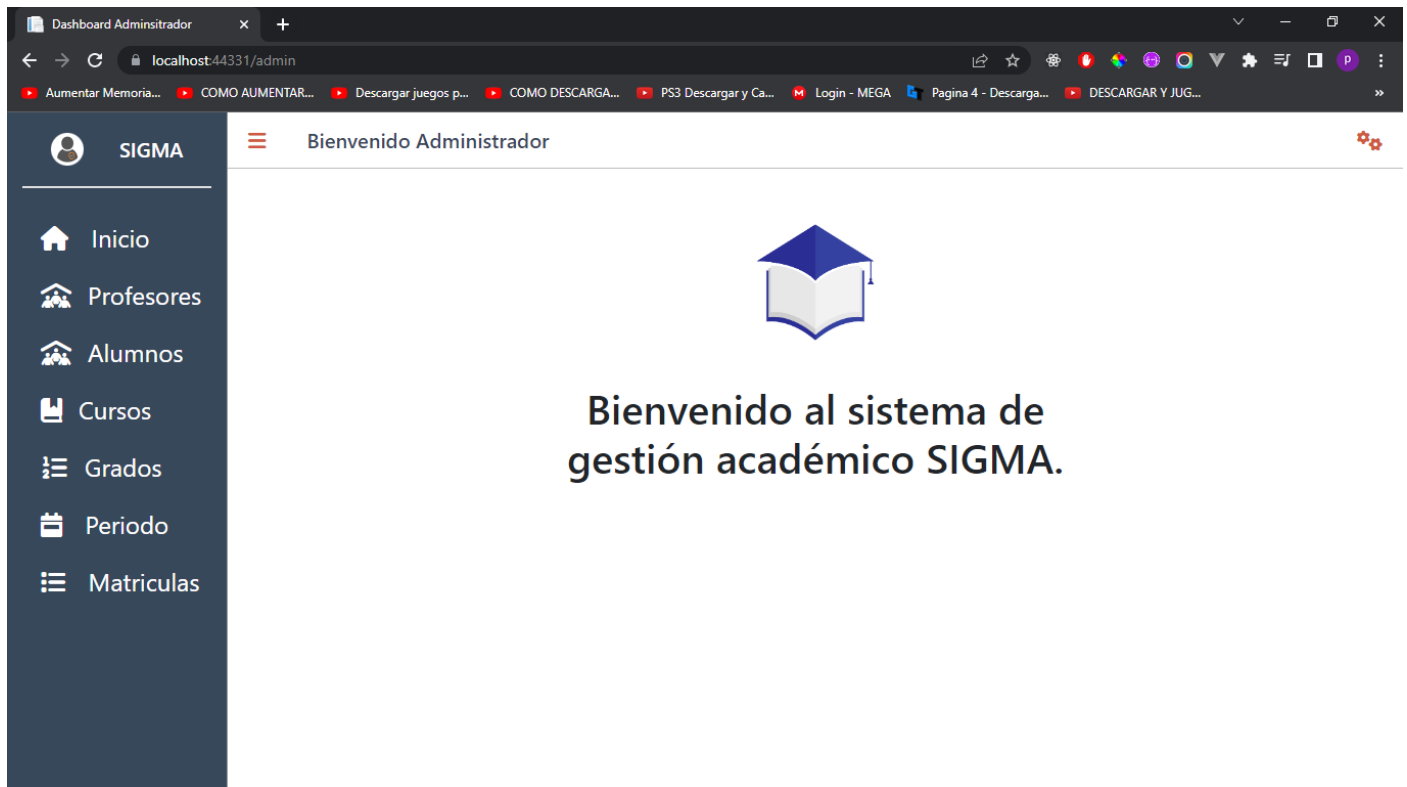 Dashboard Adminsitrador
localhost:44331/admin
P
Aumentar Memoria... COMO AUMENTAR... Descargar juegos p... COMO DESCARGA... PS3 Descargar y Ca... M Login - MEGA Pagina 4 - Descarga... DESCARGAR Y JUG... »
SIGMA
Bienvenido Administrador
Inicio
Profesores
Alumnos
Cursos
Grados
Periodo
Matriculas
Bienvenido al sistema de
gestión académico SIGMA.